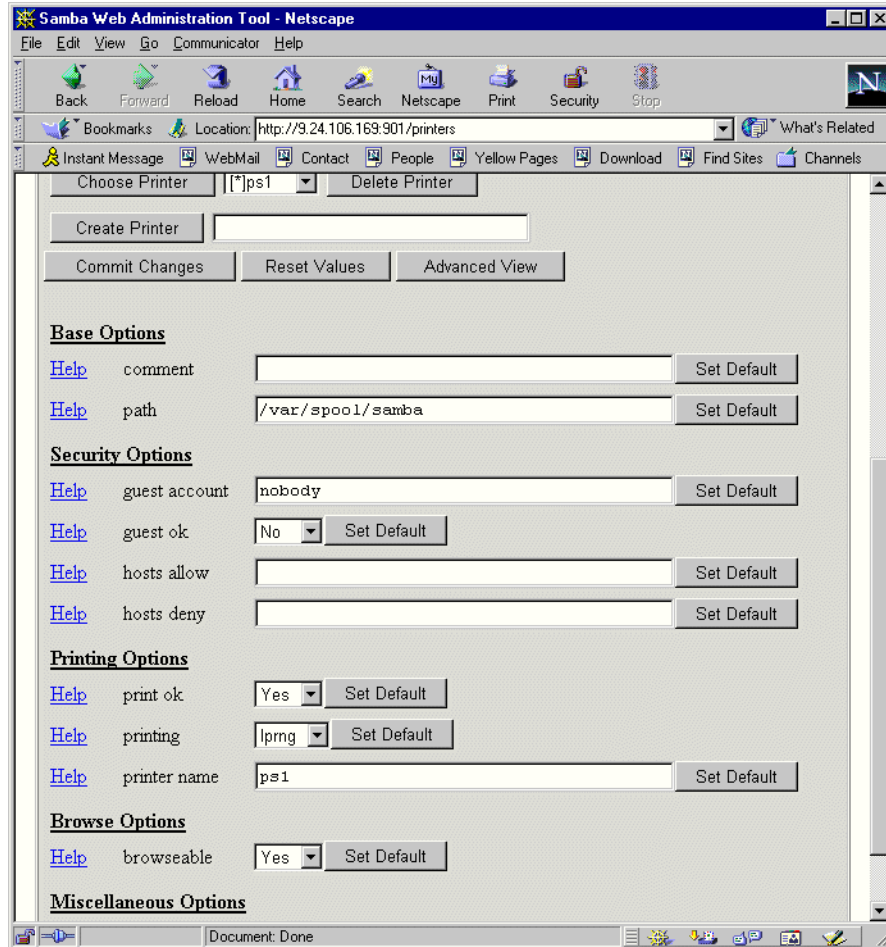 Samba Web Administration Tool - Netscape
File Edit View Go Communicator Help
Back Forward Reload Home Search Netscape Print Security Stop
My
N
Bookmarks Location: http://9.24.106.169:901/printers What's Related
Instant Message WebMail Contact People Yellow Pages Download Find Sites Channels
Choose Printer [*]ps1 Delete Printer
Create Printer
Commit Changes Reset Values Advanced View
Base Options
Help comment Set Default
Help path /var/spool/samba Set Default
Security Options
Help guest account nobody Set Default
Help guest ok No Set Default
Help hosts allow Set Default
Help hosts deny Set Default
Printing Options
Help print ok Yes Set Default
Help printing lprng Set Default
Help printer name ps1 Set Default
Browse Options
Help browseable Yes Set Default
Miscellaneous Options
Document: Done